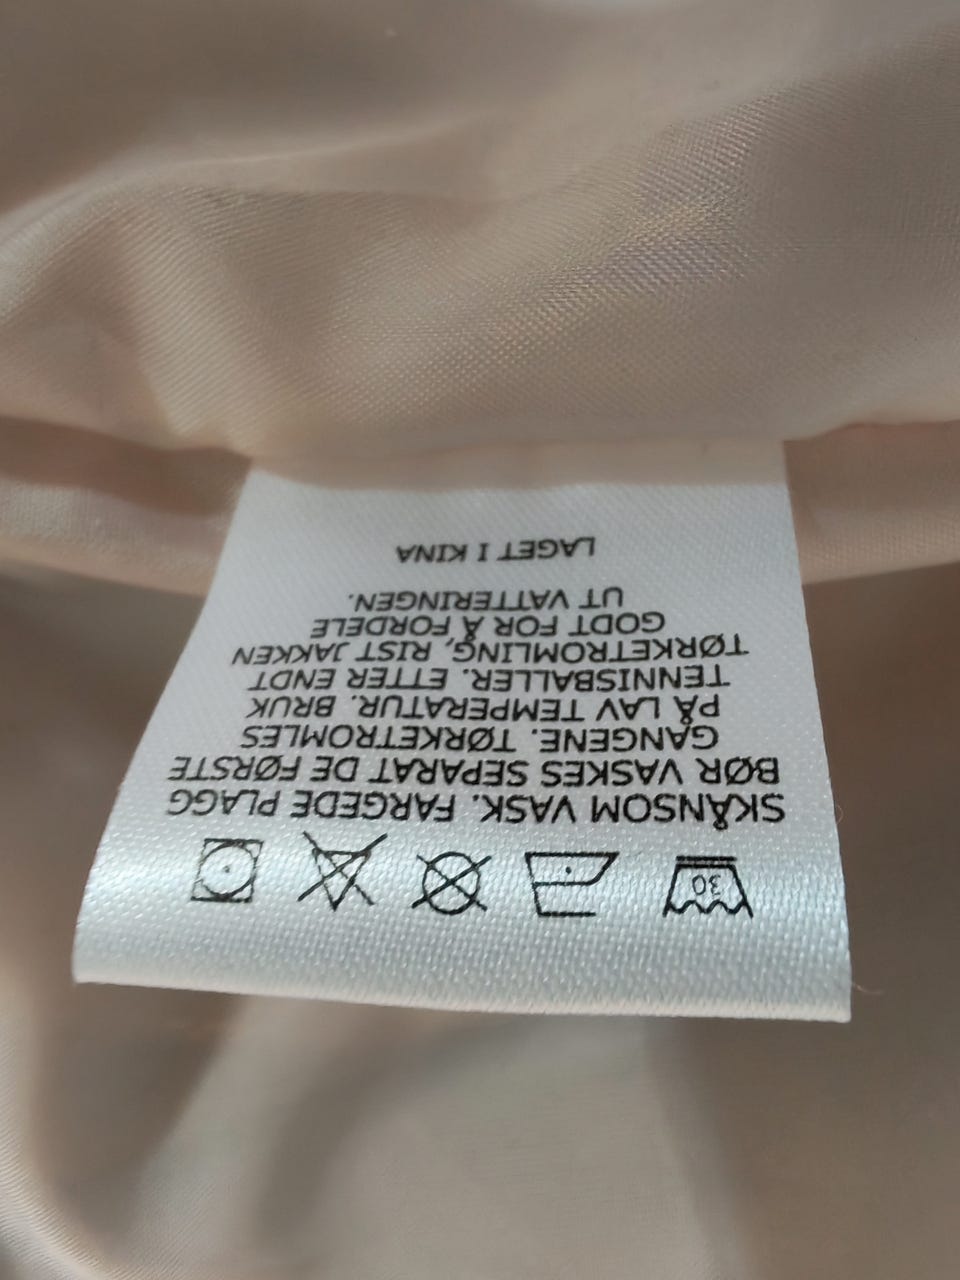 30
SKÅNSOM VASK. FARGEDE PLAGG
BØR VASKES SEPARAT DE FØRSTE
GANGENE. TØRKETROMLES
PÅ LAV TEMPERATUR. BRUK
TENNISBALLER. ETTER ENDT
TØRKETROMLING, RIST JAKKEN
GODT FOR Å FORDELE
UT VATTERINGEN.
LAGET I KINA